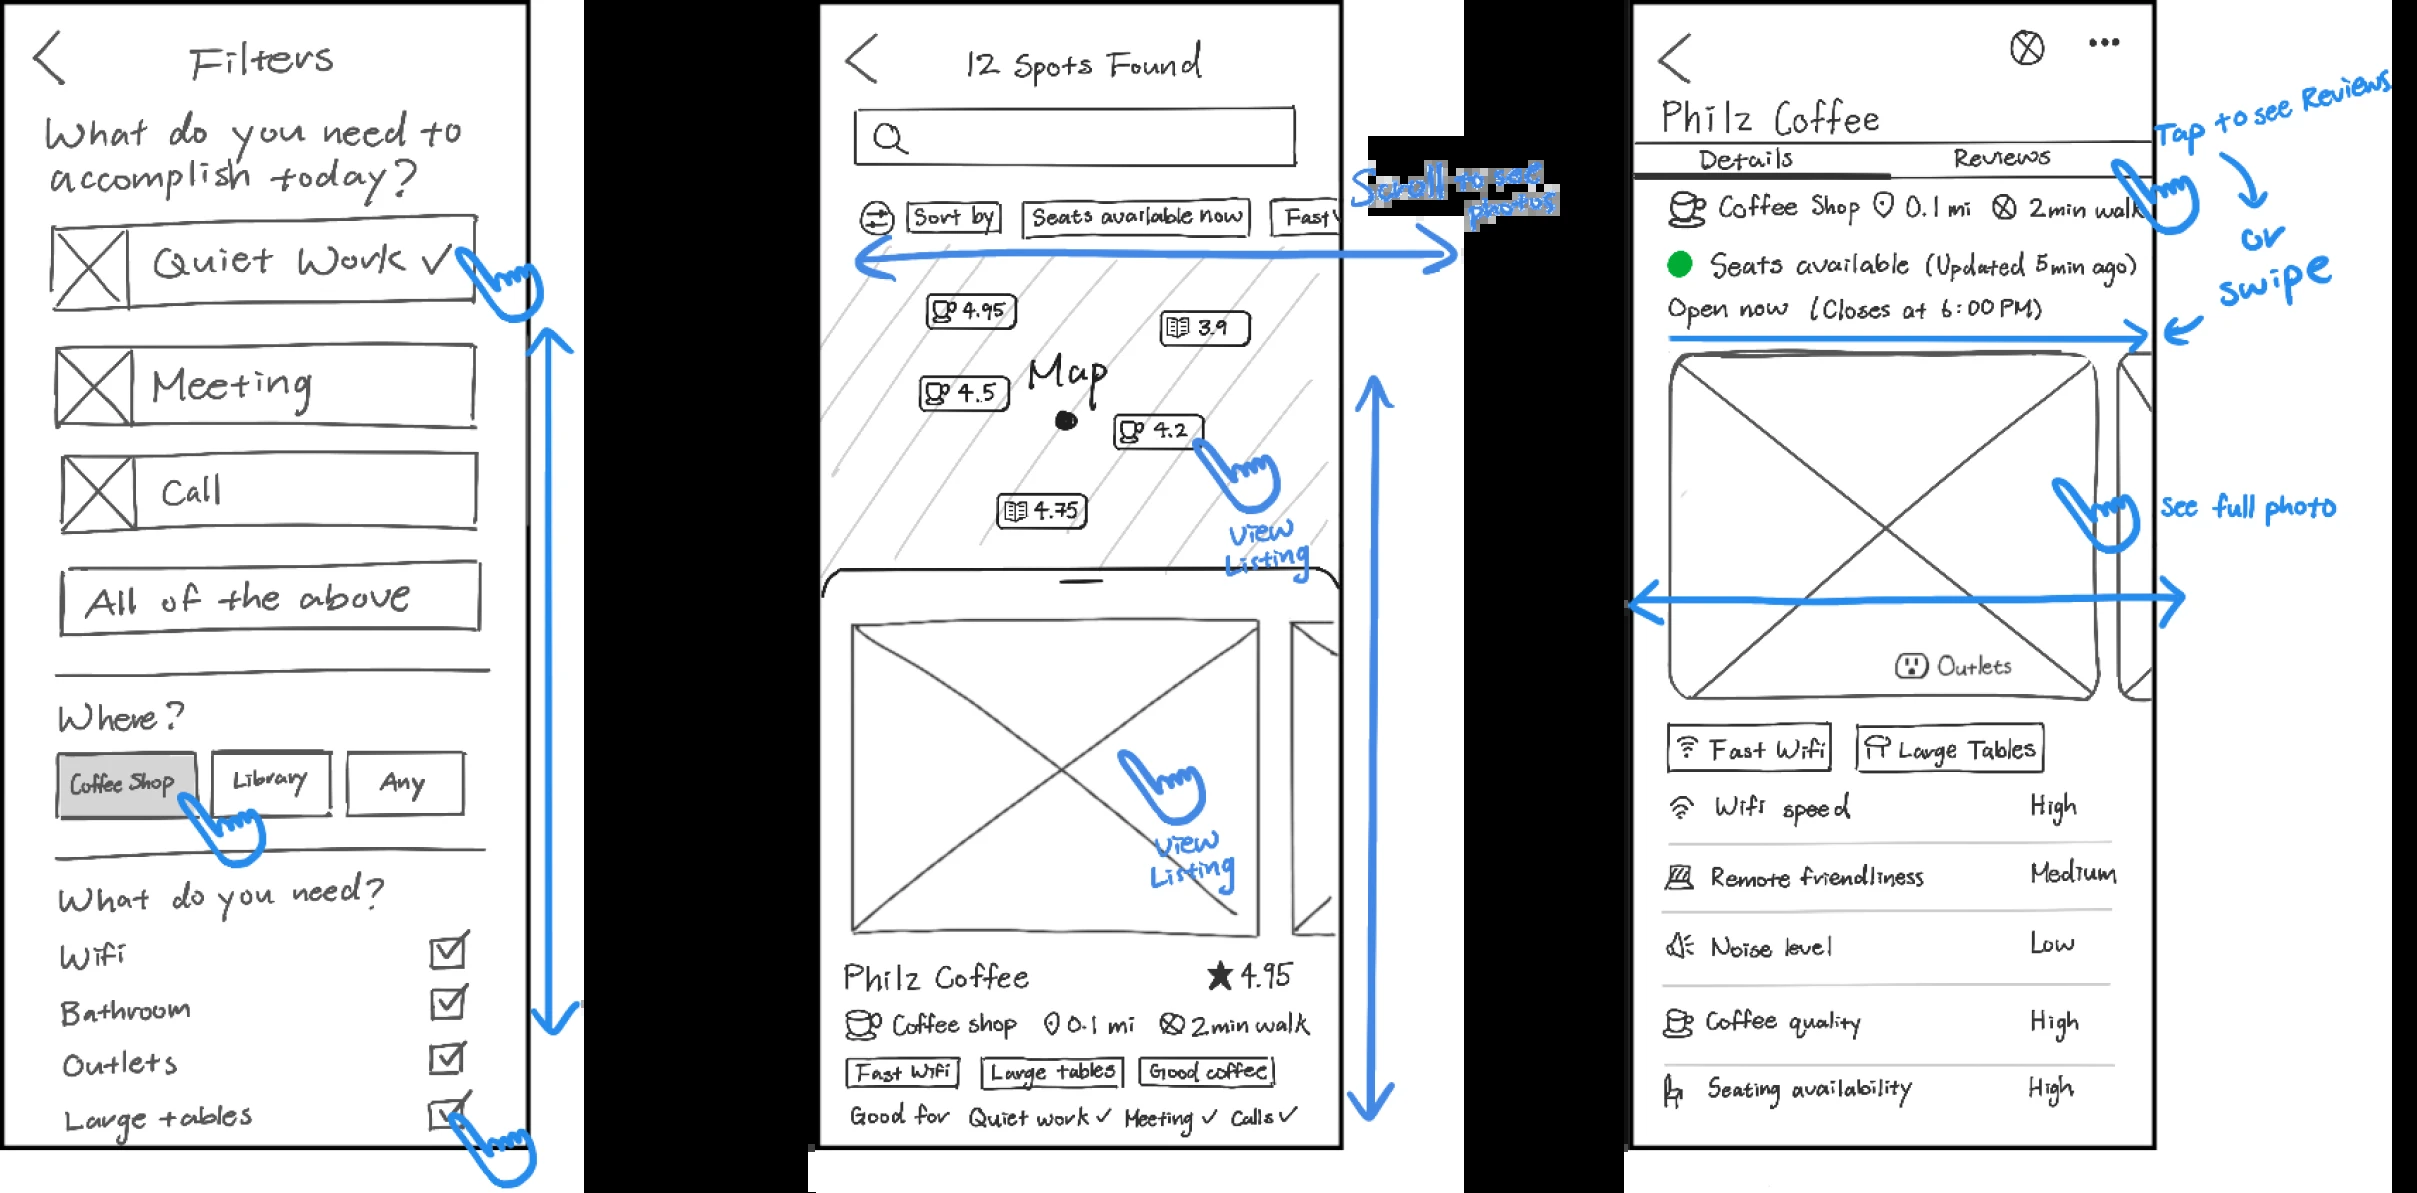 Filters
What do you need to
accomplish today?
Quiet Work ✓
Meeting
Call
All of the above
Where?
Coffee Shop
Library
Any
What do you need?
Wifi
Bathroom
Outlets
Large tables
12 Spots Found
Sort by
Seats available now
Fast
Scroll to see
photos
4.95
3.9
Map
4.5
4.2
4.75
View
Listing
View
Listing
Philz Coffee ★ 4.95
Coffee shop 0.1 mi 2min walk
Fast Wifi
Large tables
Good coffee
Good for Quiet work ✓ Meeting ✓ Calls ✓
Philz Coffee
Details
Reviews
Tap to see Reviews
or
swipe
Coffee Shop 0.1 mi 2min walk
Seats available (Updated 5min ago)
Open now (Closes at 6:00 PM)
see full photo
Outlets
Fast Wifi
Large Tables
Wifi speed High
Remote friendliness Medium
Noise level Low
Coffee quality High
Seating availability High